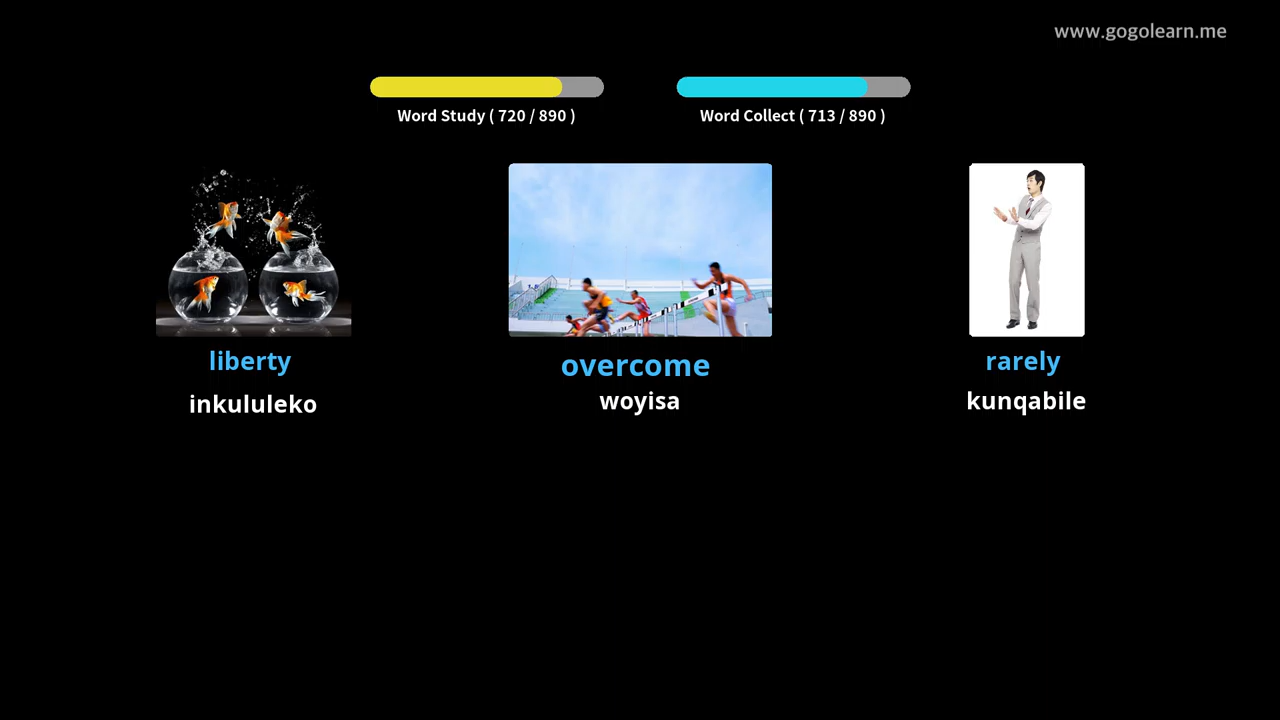 www.gogolearn.me
Word Study ( 720 / 890 )
Word Collect ( 713 / 890 )
liberty
inkululeko
overcome
woyisa
rarely
kunqabile